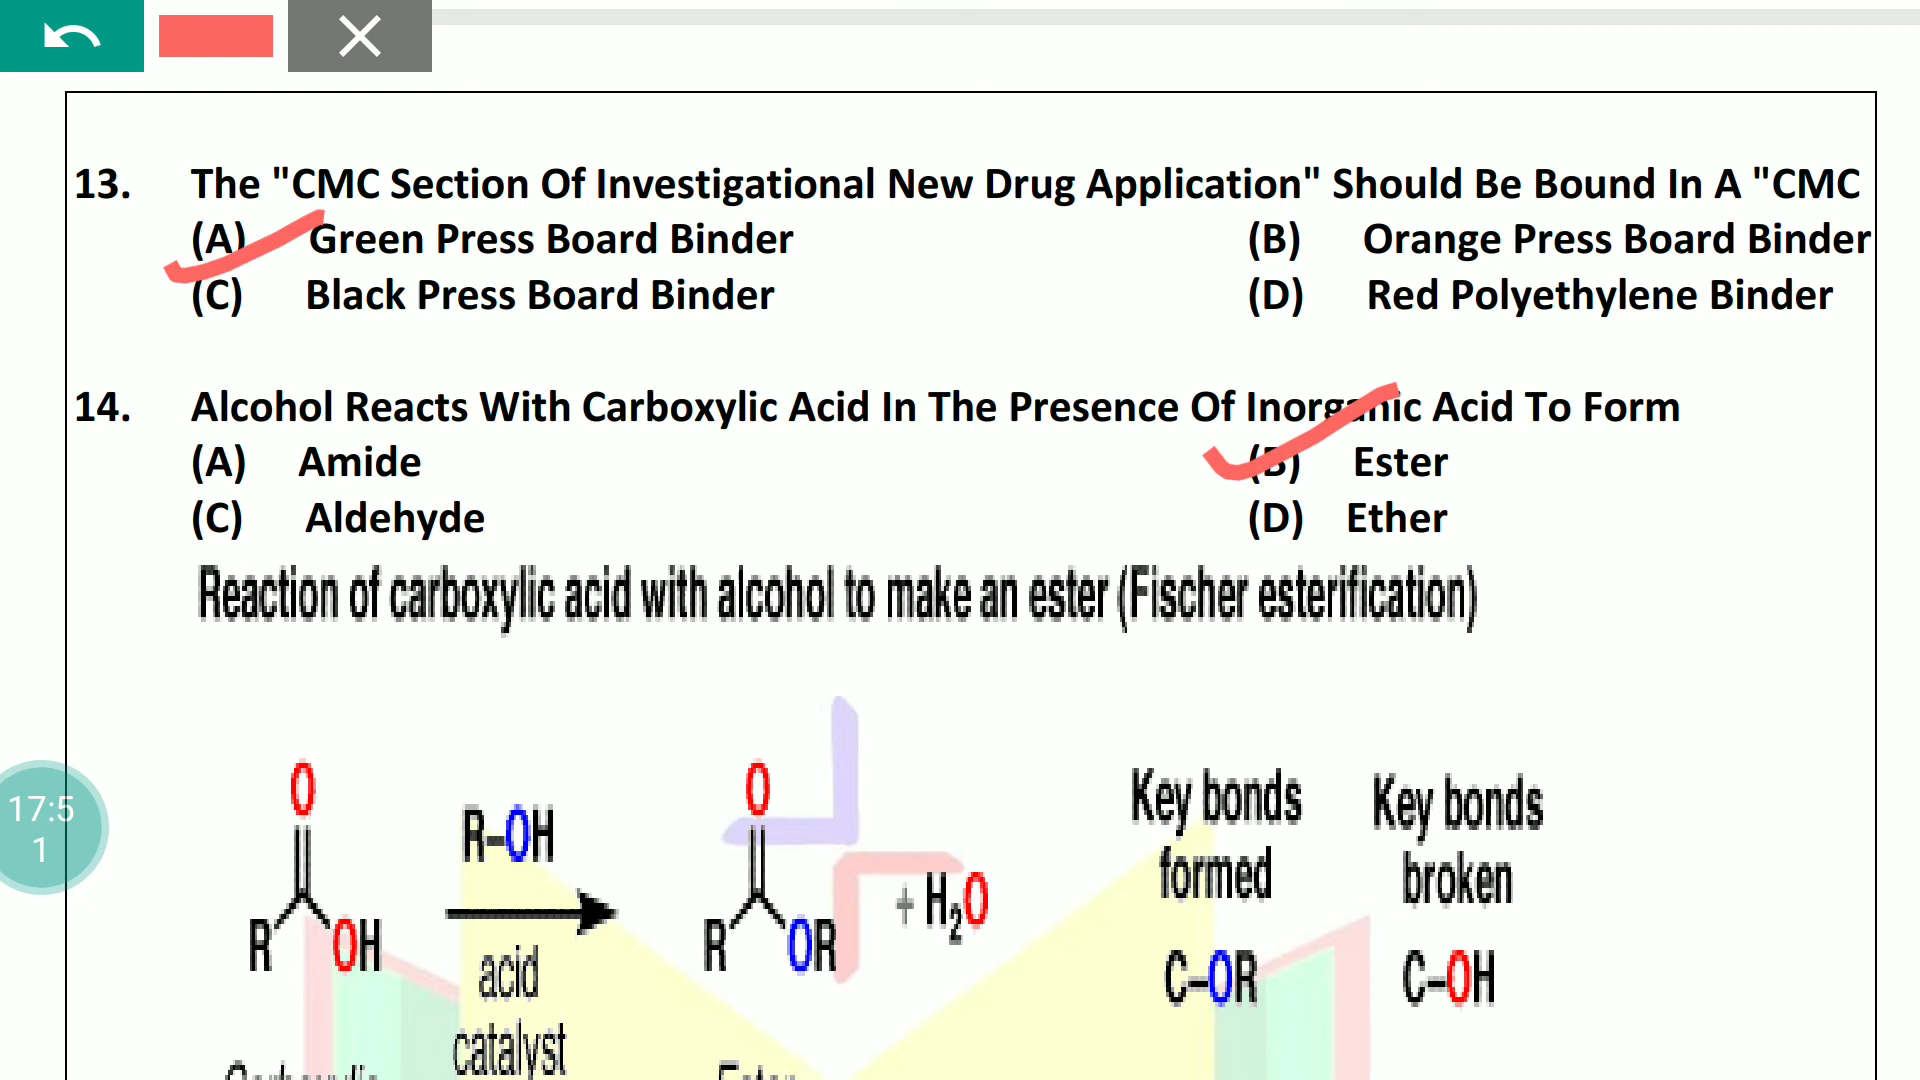 13. The "CMC Section Of Investigational New Drug Application" Should Be Bound In A "CMC
(A) Green Press Board Binder (B) Orange Press Board Binder
(C) Black Press Board Binder (D) Red Polyethylene Binder
14. Alcohol Reacts With Carboxylic Acid In The Presence Of Inorganic Acid To Form
(A) Amide (B) Ester
(C) Aldehyde (D) Ether
Reaction of carboxylic acid with alcohol to make an ester (Fischer esterification)
O
R OH
R–OH
acid
catalyst
O
R OR
+ H2O
Key bonds
formed
C–OR
Key bonds
broken
C–OH
17:5
1